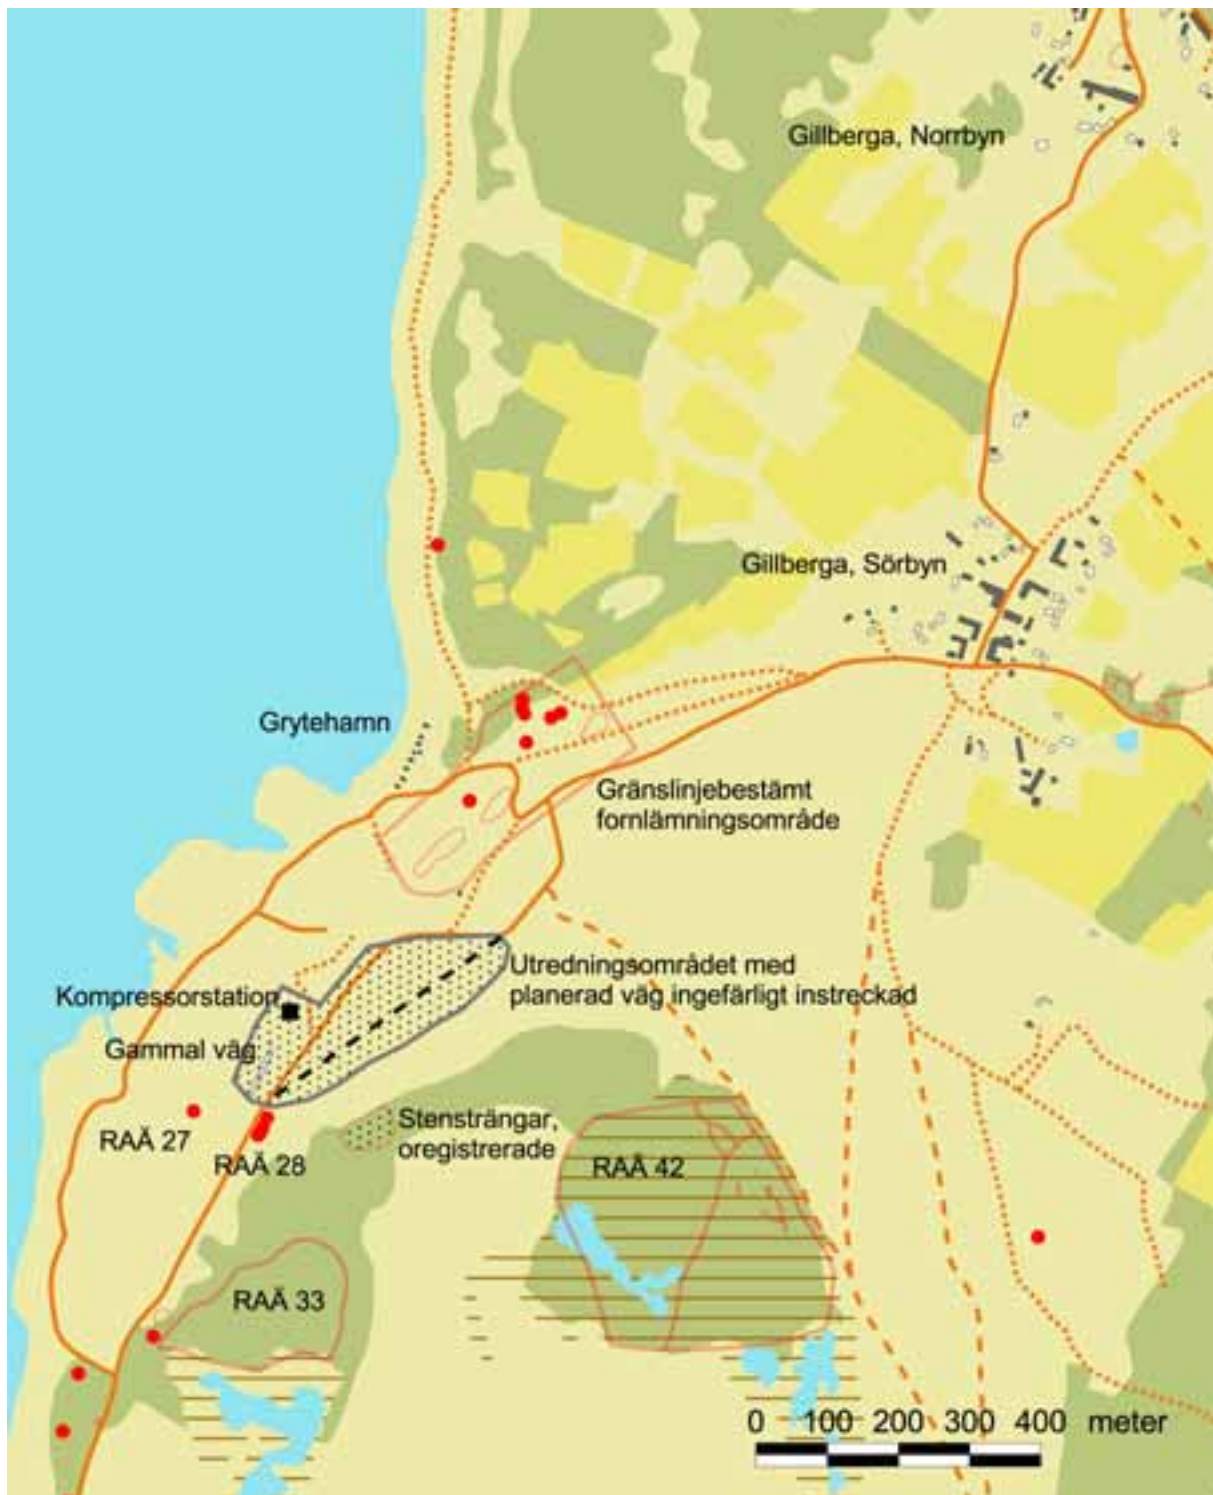 Gillberga, Norrbyn
Gillberga, Sörbyn
Grytehamn
Gränslinjebestämt
fornlämningsområde
Utredningsområdet med
planerad väg ingefärligt instreckad
Kompressorstation
Gammal väg
Stensträngar,
oregistrerade
RAÄ 27
RAÄ 28
RAÄ 42
RAÄ 33
0 100 200 300 400 meter